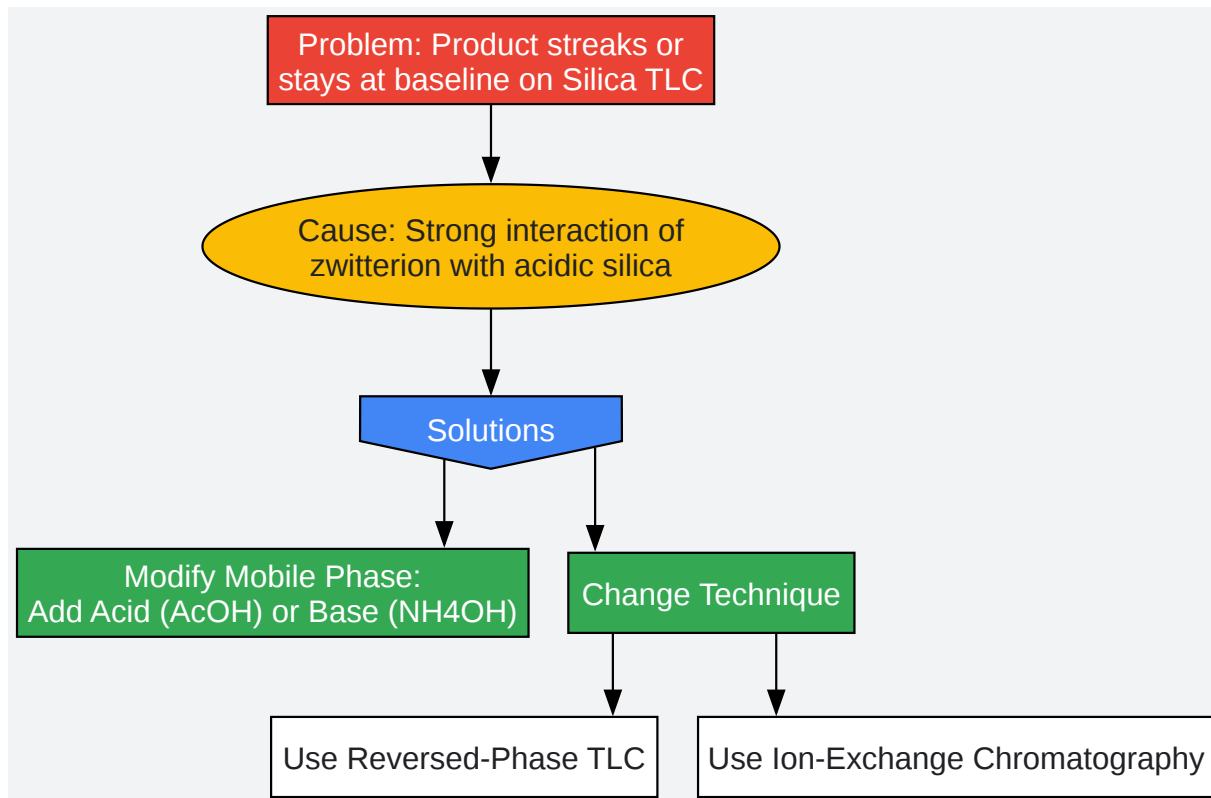 Problem: Product streaks or
stays at baseline on Silica TLC
Cause: Strong interaction of
zwitterion with acidic silica
Solutions
Modify Mobile Phase:
Add Acid (AcOH) or Base (NH4OH)
Change Technique
Use Reversed-Phase TLC
Use Ion-Exchange Chromatography